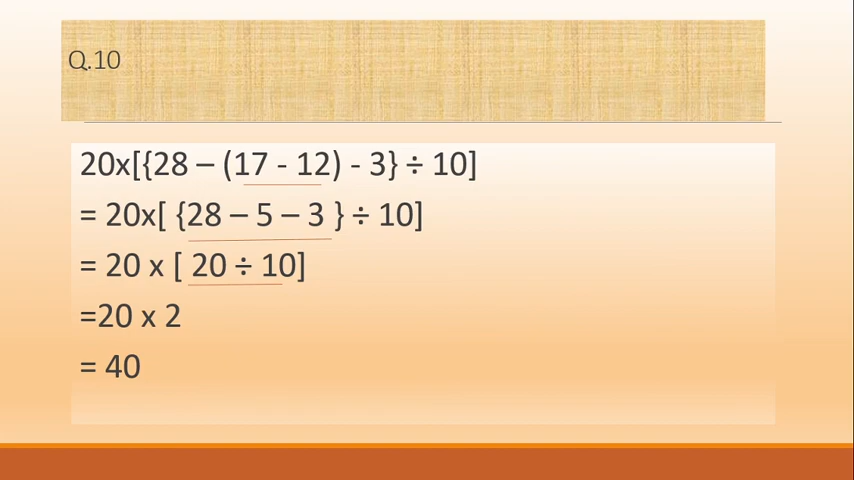 Q.10
20x[{28 – (17 - 12) - 3} ÷ 10]
= 20x[ {28 – 5 – 3 } ÷ 10]
= 20 x [ 20 ÷ 10]
=20 x 2
= 40